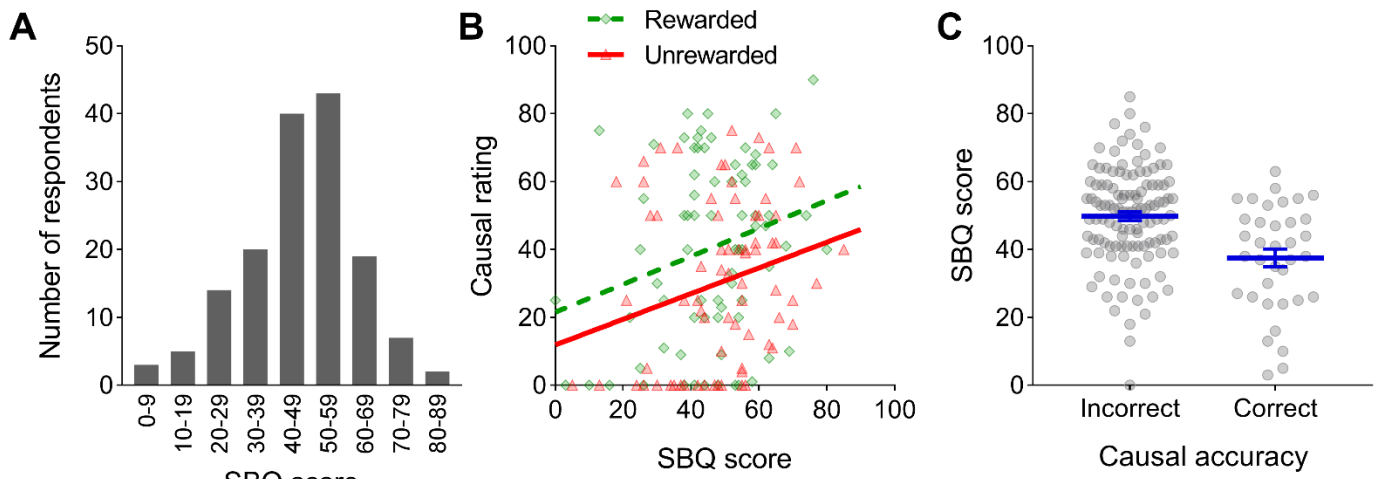 A
Number of respondents
50
40
30
20
10
0
0-9
10-19
20-29
30-39
40-49
50-59
60-69
70-79
80-89
SBQ score
B
Rewarded
Unrewarded
Causal rating
100
80
60
40
20
0
0
20
40
60
80
100
SBQ score
C
SBQ score
100
80
60
40
20
0
Incorrect
Correct
Causal accuracy